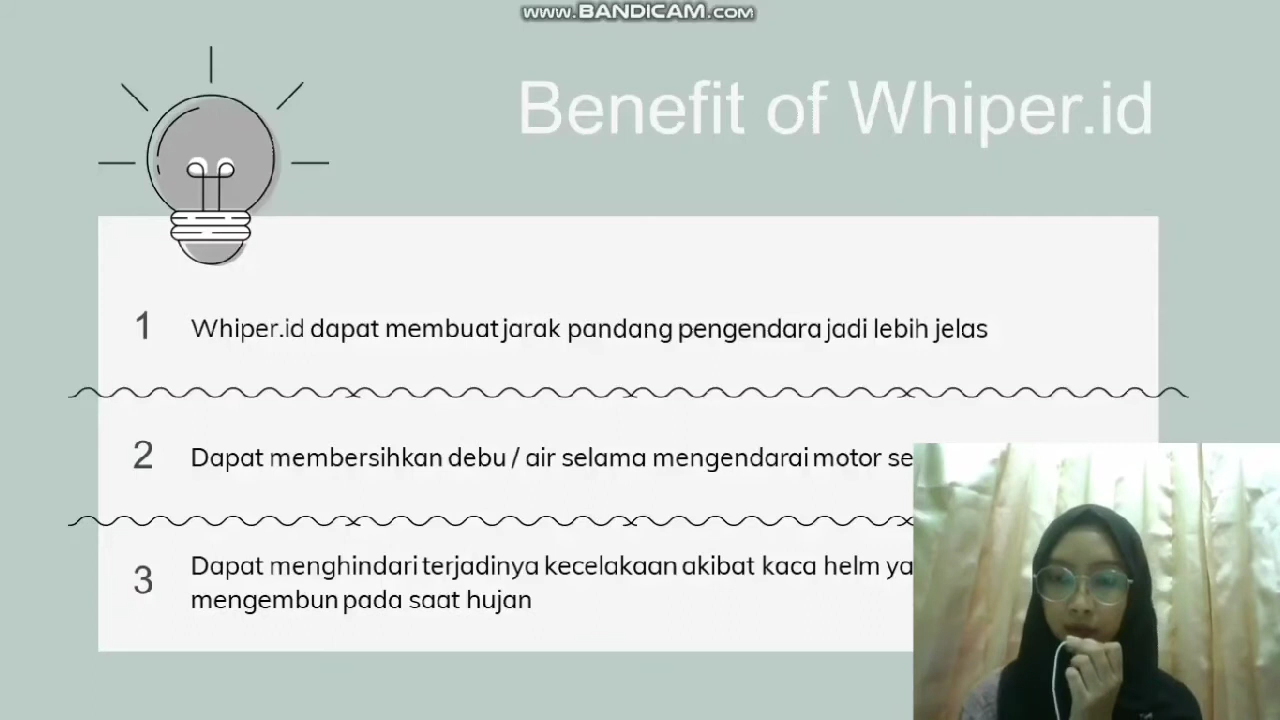 www.BANDICAM.com
Benefit of Whiper.id
1
Whiper.id dapat membuat jarak pandang pengendara jadi lebih jelas
2
Dapat membersihkan debu / air selama mengendarai motor
3
Dapat menghindari terjadinya kecelakaan akibat kaca helm
mengembun pada saat hujan